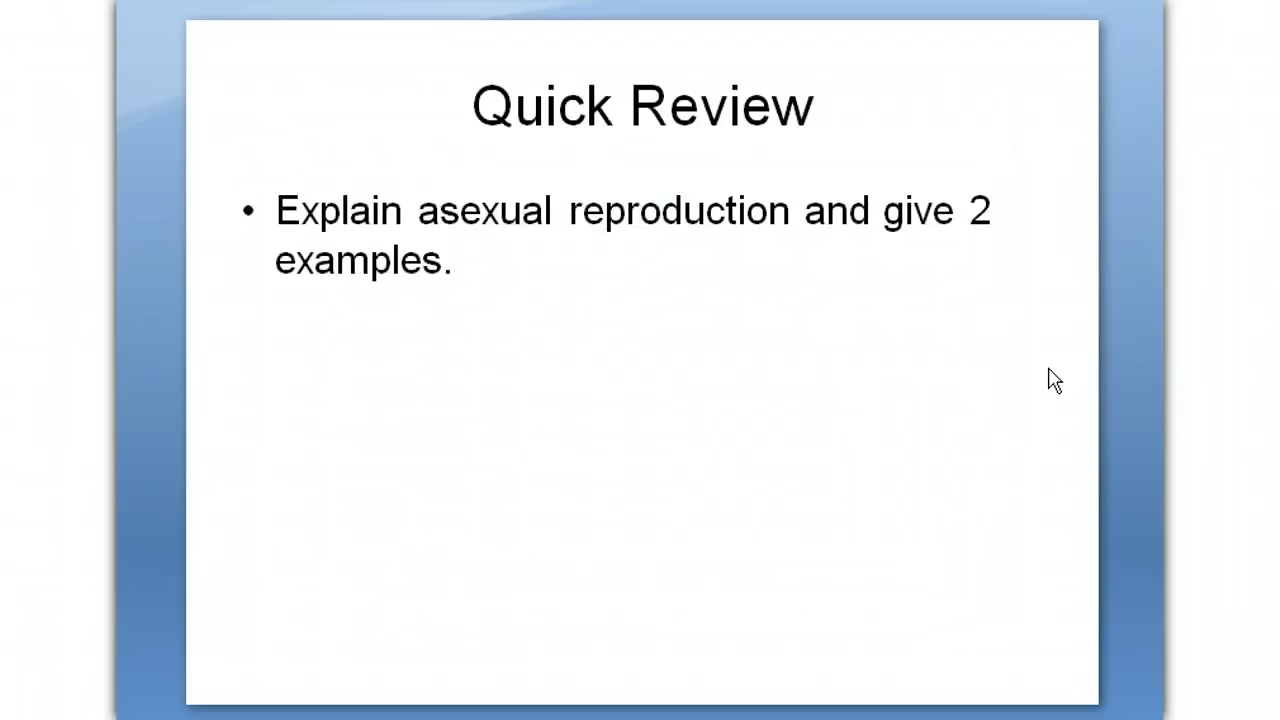 Quick Review
• Explain asexual reproduction and give 2
examples.